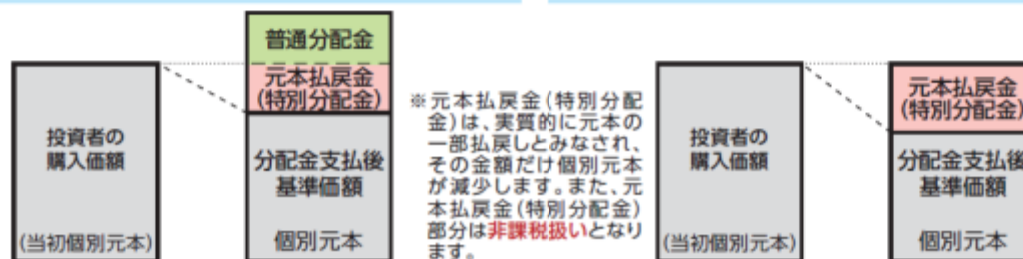 普通分配金
元本払戻金
(特別分配金)
投資者の
購入価額
(当初個別元本)
分配金支払後
基準価額
個別元本
※元本払戻金(特別分配
金)は、実質的に元本の
一部払戻しとみなされ、
その金額だけ個別元本
が減少します。また、元
本払戻金(特別分配金)
部分は非課税扱いとなり
ます。
投資者の
購入価額
(当初個別元本)
元本払戻金
(特別分配金)
分配金支払後
基準価額
個別元本